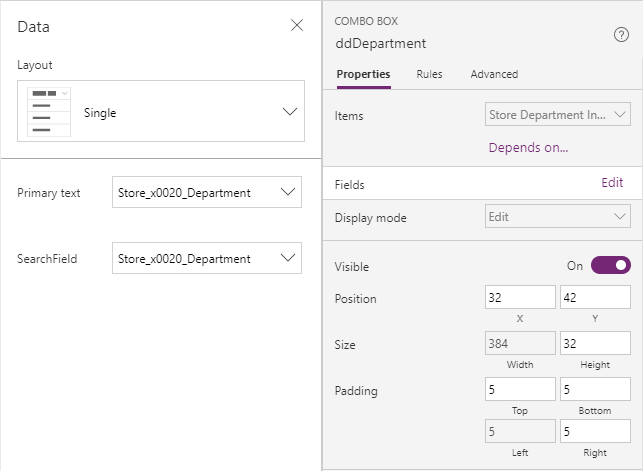 Data
Layout
Single
Primary text
Store_x0020_Department
SearchField
Store_x0020_Department
COMBO BOX
ddDepartment
?
Properties Rules Advanced
Items
Store Department In...
Depends on...
Fields
Edit
Display mode
Edit
Visible
On
Position
32 42
X Y
Size
384 32
Width Height
Padding
5 5
Top Bottom
5 5
Left Right